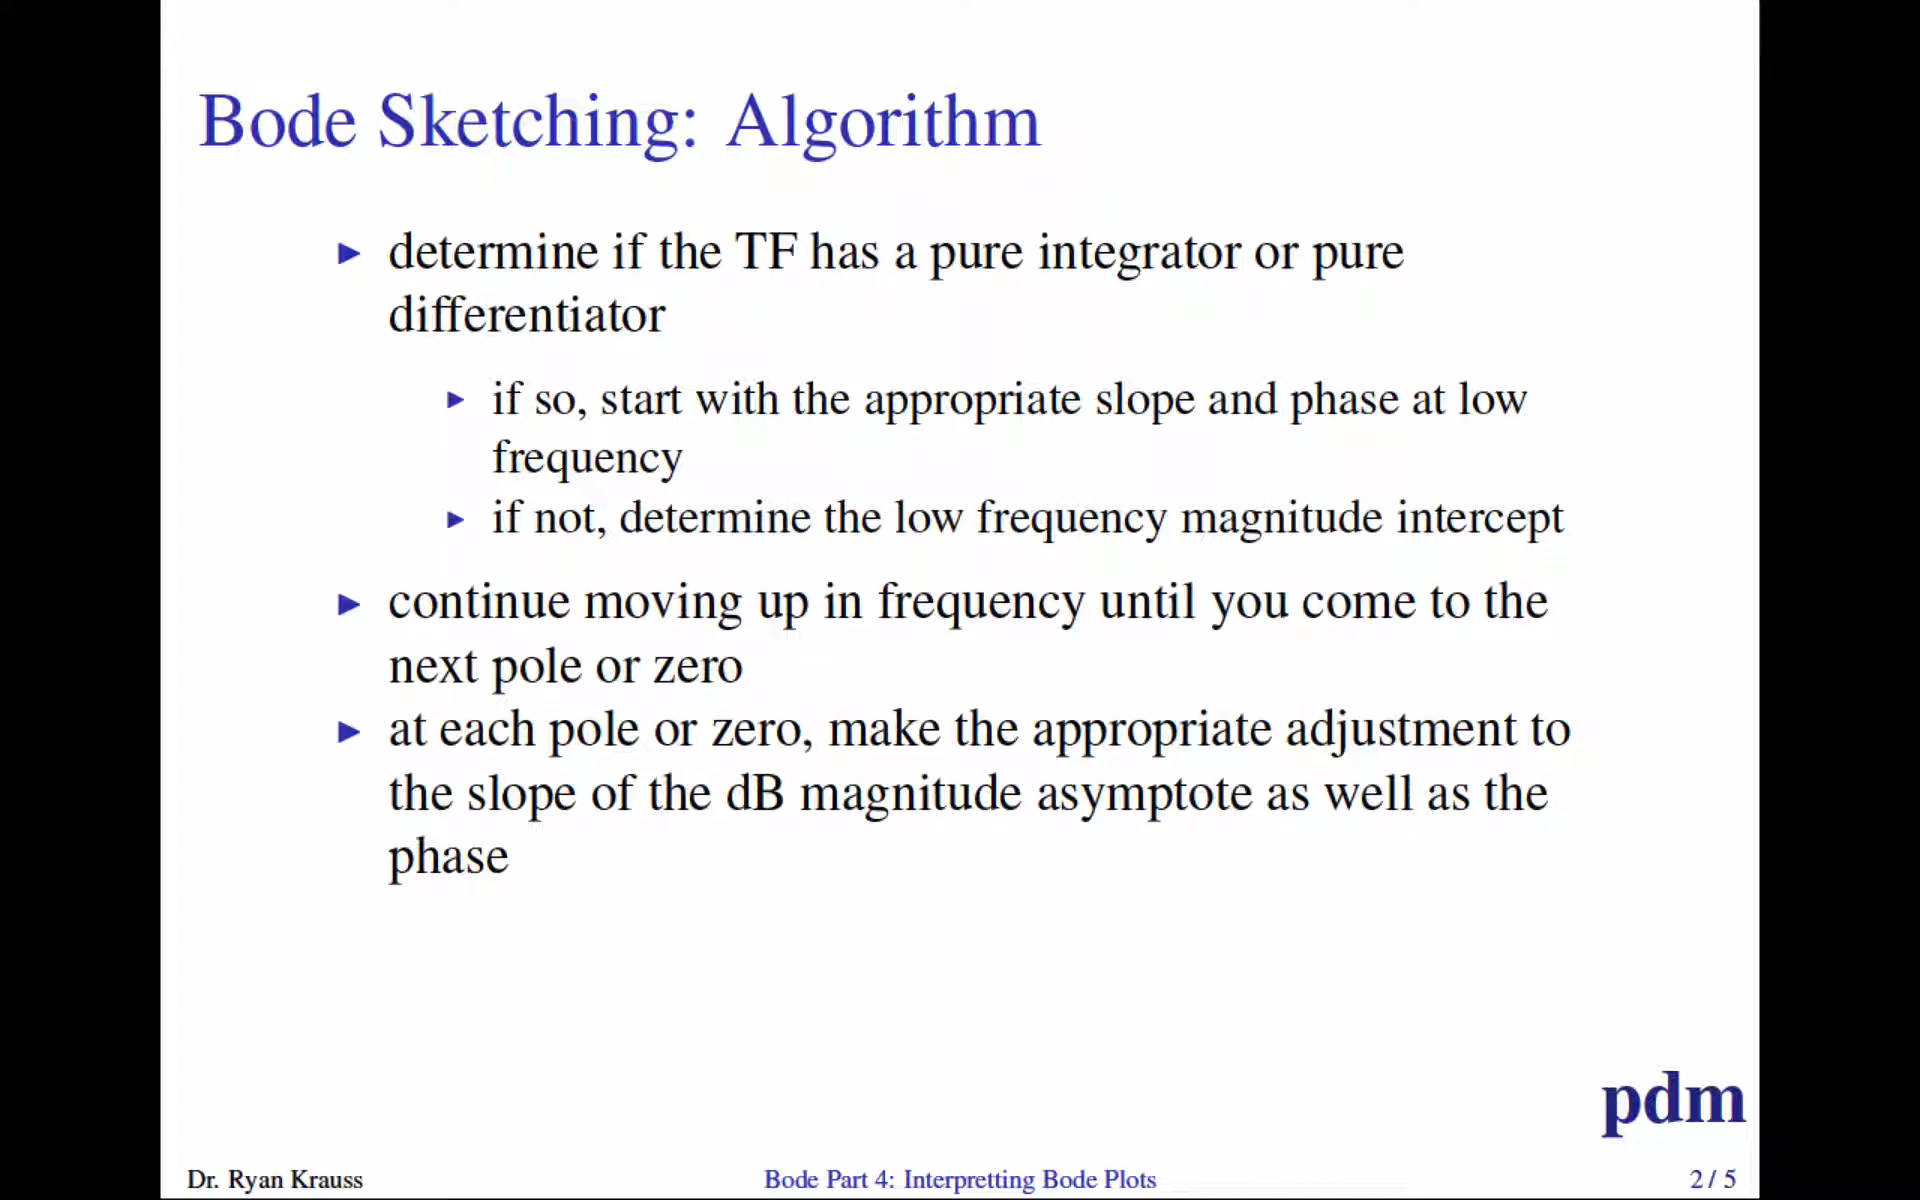 Bode Sketching: Algorithm
determine if the TF has a pure integrator or pure
differentiator
if so, start with the appropriate slope and phase at low
frequency
if not, determine the low frequency magnitude intercept
continue moving up in frequency until you come to the
next pole or zero
at each pole or zero, make the appropriate adjustment to
the slope of the dB magnitude asymptote as well as the
phase
pdm
Dr. Ryan Krauss
Bode Part 4: Interpretting Bode Plots
2 / 5